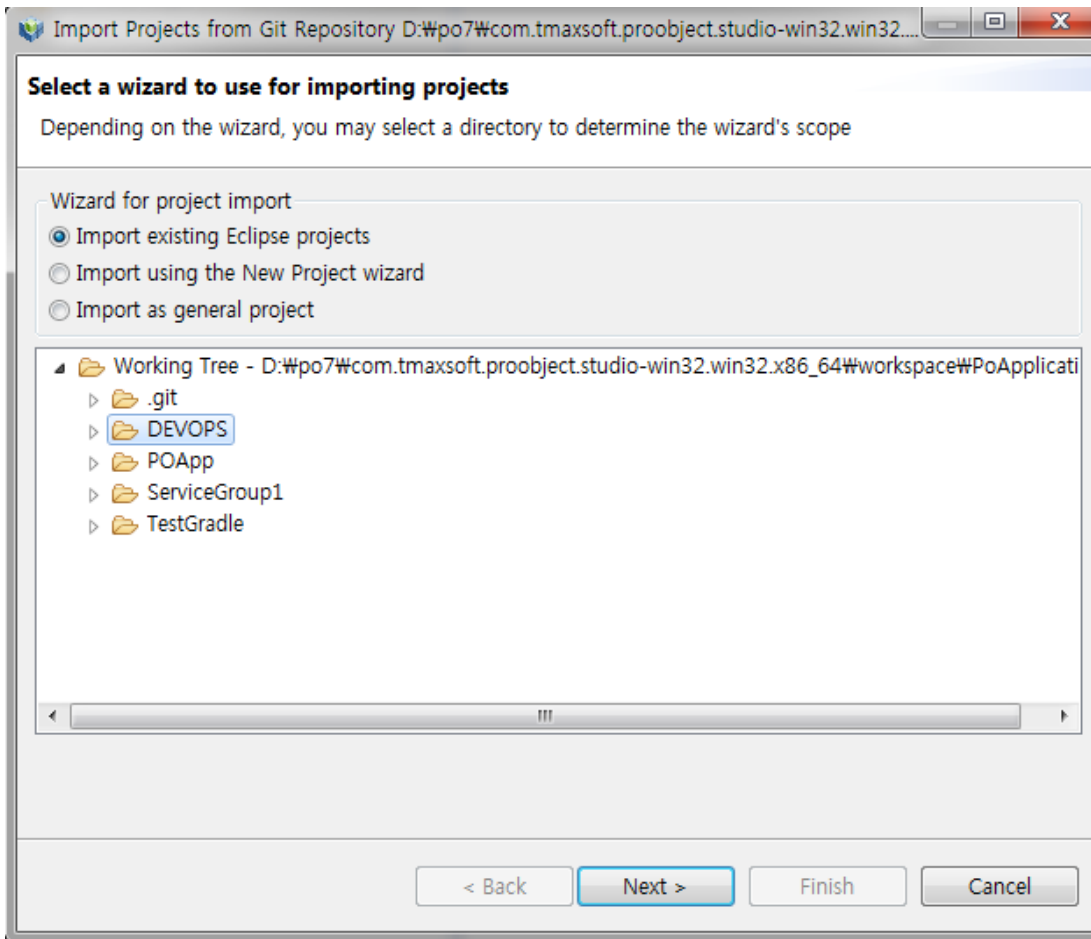 Import Projects from Git Repository D:₩po7₩com.tmaxsoft.proobject.studio-win32.win32....
Select a wizard to use for importing projects
Depending on the wizard, you may select a directory to determine the wizard's scope
Wizard for project import
Import existing Eclipse projects
Import using the New Project wizard
Import as general project
Working Tree - D:₩po7₩com.tmaxsoft.proobject.studio-win32.win32.x86_64₩workspace₩PoApplicati
.git
DEVOPS
POApp
ServiceGroup1
TestGradle
< Back Next > Finish Cancel